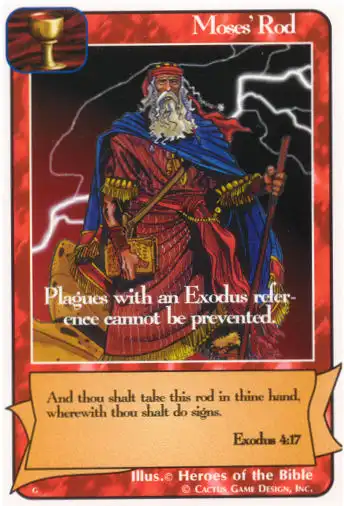 Moses' Rod
Plagues with an Exodus refer-
ence cannot be prevented.
And thou shalt take this rod in thine hand,
wherewith thou shalt do signs.
Exodus 4:17
Illus.© Heroes of the Bible
G © Cactus Game Design, Inc.